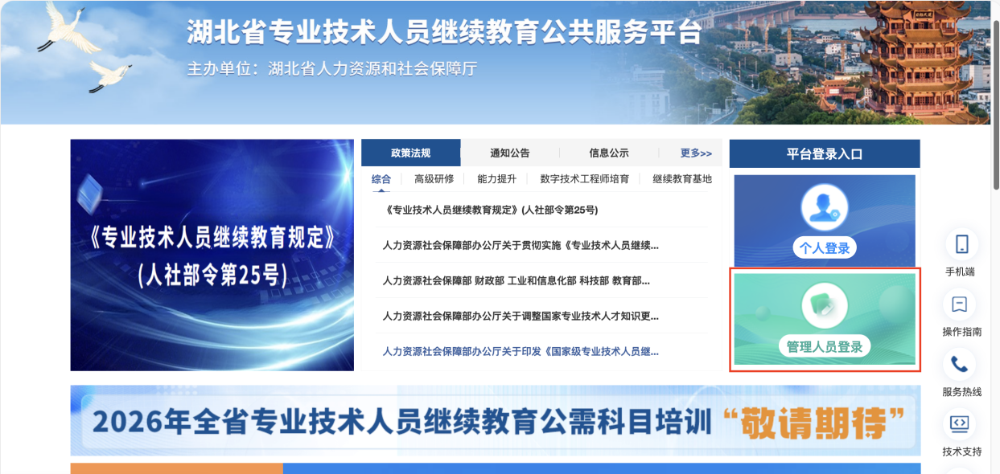 湖北省专业技术人员继续教育公共服务平台
主办单位：湖北省人力资源和社会保障厅
《专业技术人员继续教育规定》
(人社部令第25号)
政策法规
通知公告
信息公示
更多>>
综合
高级研修
能力提升
数字技术工程师培育
继续教育基地
《专业技术人员继续教育规定》(人社部令第25号)
人力资源社会保障部办公厅关于贯彻实施《专业技术人员继续...
人力资源社会保障部 财政部 工业和信息化部 科技部 教育部...
人力资源社会保障部办公厅关于调整国家专业技术人才知识更...
人力资源社会保障部办公厅关于印发《国家级专业技术人员继...
平台登录入口
个人登录
管理人员登录
手机端
操作指南
服务热线
技术支持
2026年全省专业技术人员继续教育公需科目培训“敬请期待”